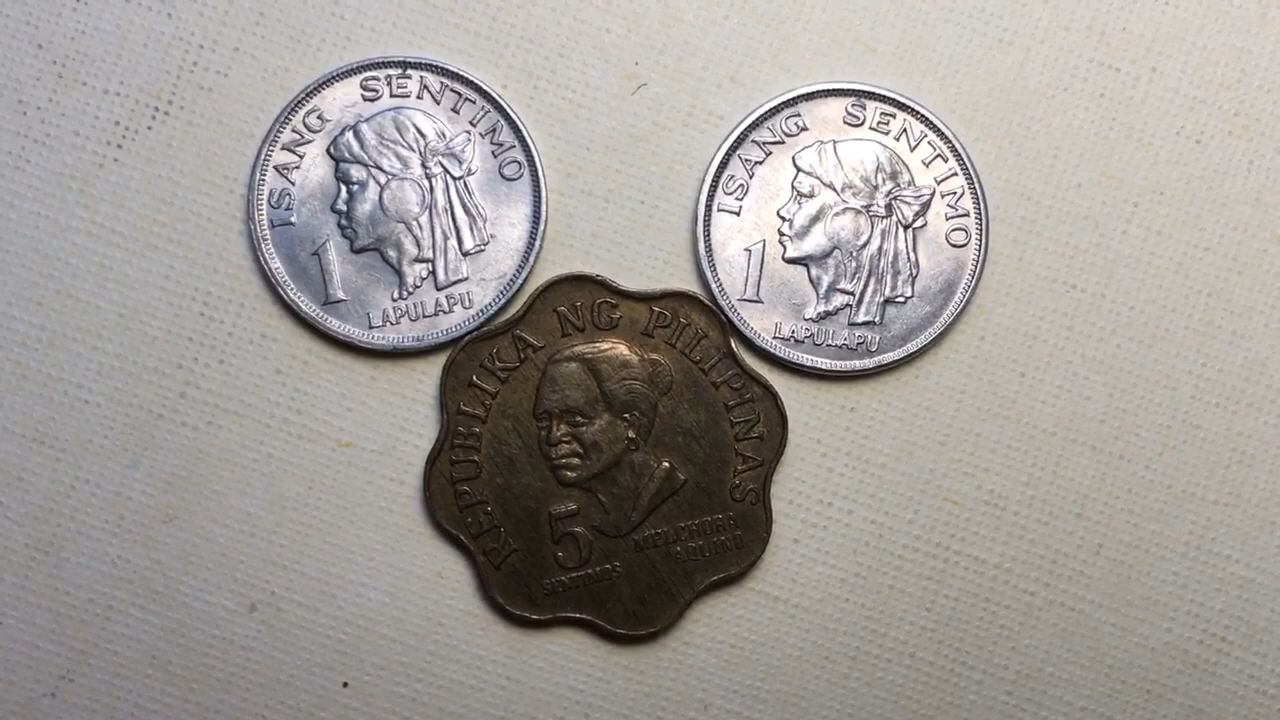 ISANG SENTIMO
1
LAPULAPU
ISANG SENTIMO
1
LAPULAPU
REPUBLIKA NG PILIPINAS
5
SENTIMOS
MELCHORA
AQUINO